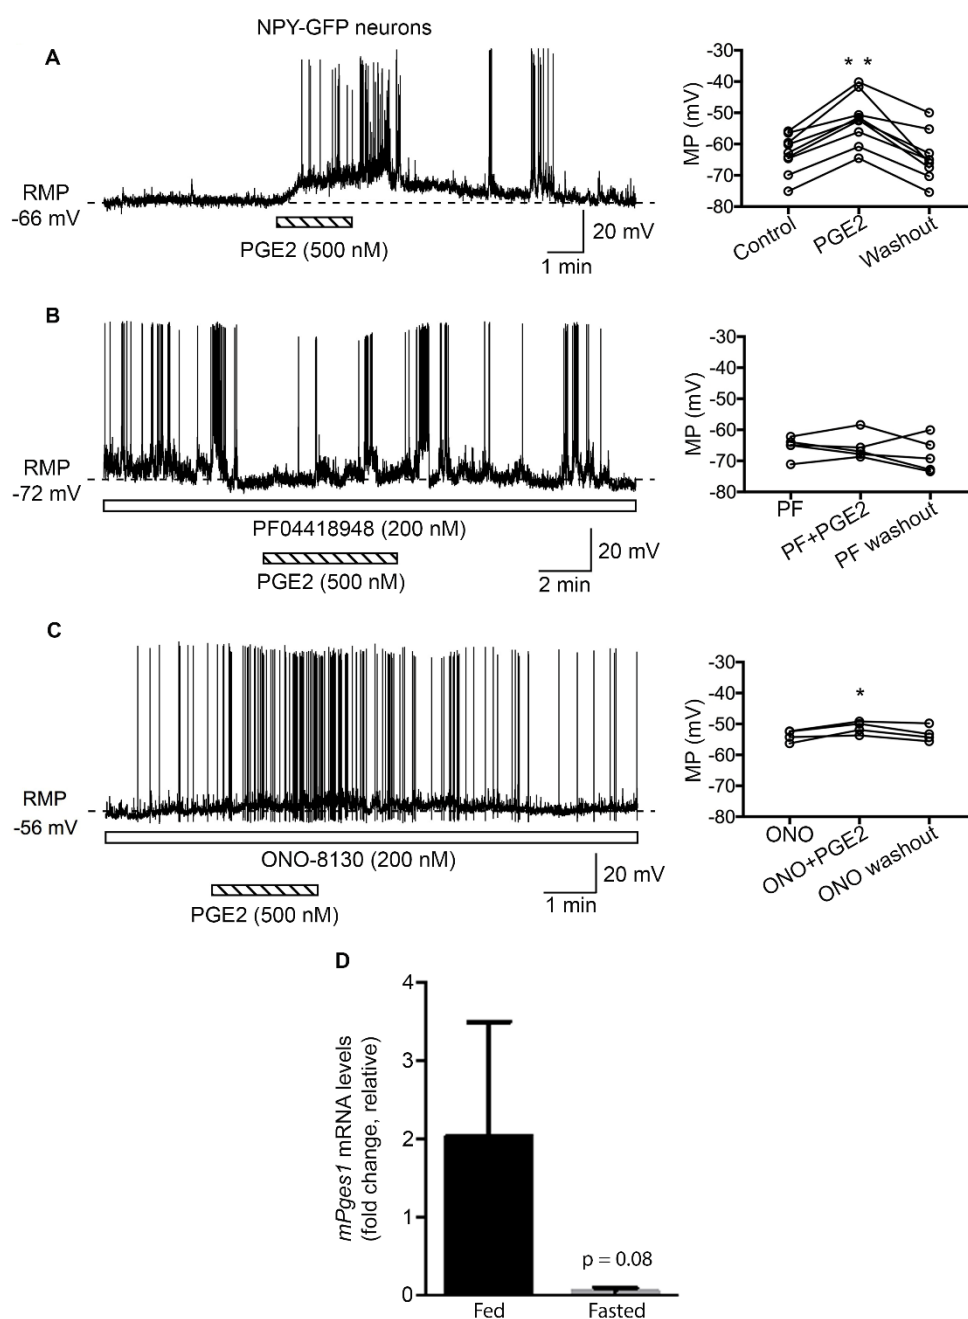 NPY-GFP neurons
A
RMP
-66 mV
PGE2 (500 nM)
20 mV
1 min
MP (mV)
-30
-40
-50
-60
-70
-80
* *
Control
PGE2
Washout
B
RMP
-72 mV
PF04418948 (200 nM)
PGE2 (500 nM)
20 mV
2 min
MP (mV)
-30
-40
-50
-60
-70
-80
PF
PF+PGE2
PF washout
C
RMP
-56 mV
ONO-8130 (200 nM)
PGE2 (500 nM)
20 mV
1 min
MP (mV)
-30
-40
-50
-60
-70
-80
*
ONO
ONO+PGE2
ONO washout
D
mPges1 mRNA levels
(fold change, relative)
4
3
2
1
0
p = 0.08
Fed
Fasted